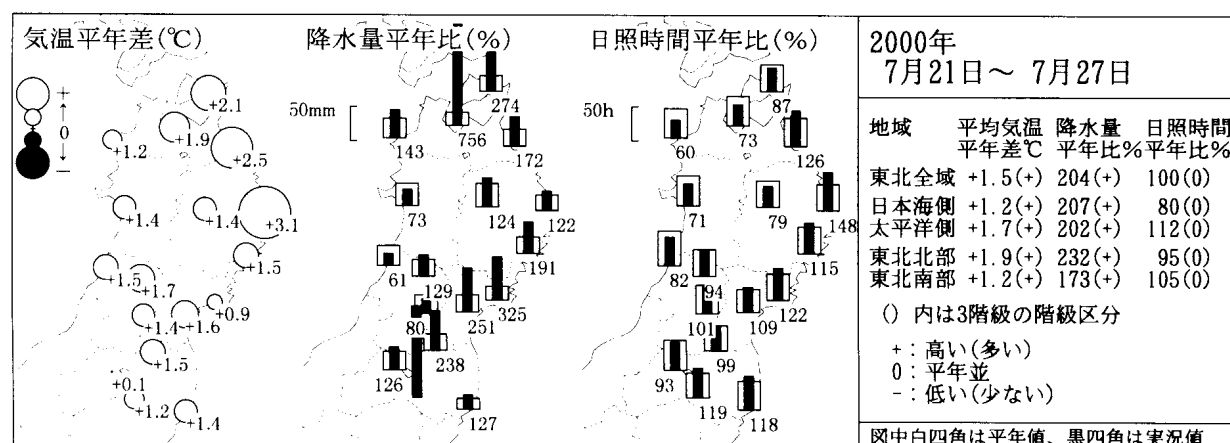 気温平年差(℃)
+
0
−
+2.1
+1.9
+1.2
+2.5
+1.4
+1.4
+3.1
+1.5
+1.5
+1.7
+0.9
+1.4
+1.6
+1.5
+0.1
+1.2
+1.4
降水量平年比(%)
50mm
274
756
143
172
73
124
122
191
61
129
325
80
251
238
126
127
日照時間平年比(%)
50h
87
73
60
126
71
79
148
115
82
94
122
101
109
99
93
119
118
2000年
7月21日～ 7月27日
地域 平均気温 降水量 日照時間
平年差℃ 平年比% 平年比%
東北全域 +1.5(+) 204(+) 100(0)
日本海側 +1.2(+) 207(+) 80(0)
太平洋側 +1.7(+) 202(+) 112(0)
東北北部 +1.9(+) 232(+) 95(0)
東北南部 +1.2(+) 173(+) 105(0)
() 内は3階級の階級区分
+：高い(多い)
0：平年並
-：低い(少ない)
図中白四角は平年値、黒四角は実況値